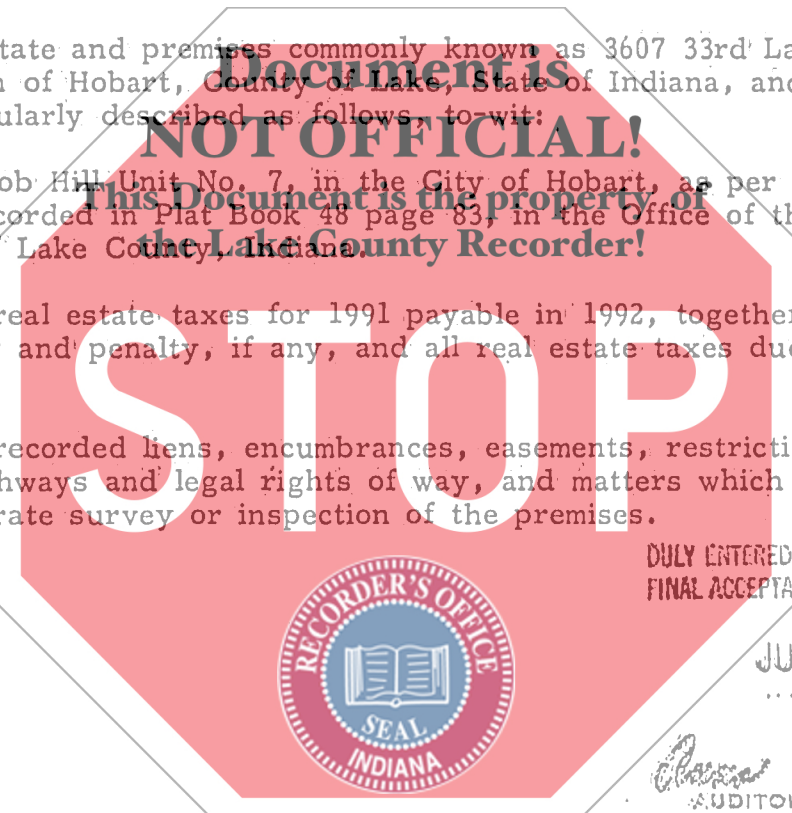 tate and premises commonly known as 3607 33rd La
of Hobart, County of Lake, State of Indiana, and
ularly described as follows, to-wit:
ob Hill Unit No. 7, in the City of Hobart, as per
corded in Plat Book 48 page 83, in the Office of th
Lake County, Indiana.
real estate taxes for 1991 payable in 1992, together
and penalty, if any, and all real estate taxes due
recorded liens, encumbrances, easements, restricti
hways and legal rights of way, and matters which
rate survey or inspection of the premises.
Document is
NOT OFFICIAL!
This Document is the property of
the Lake County Recorder!
STOP
DULY ENTERED
FINAL ACCEPTA
JU
RECORDER'S OFFICE
SEAL
INDIANA
AUDITOR